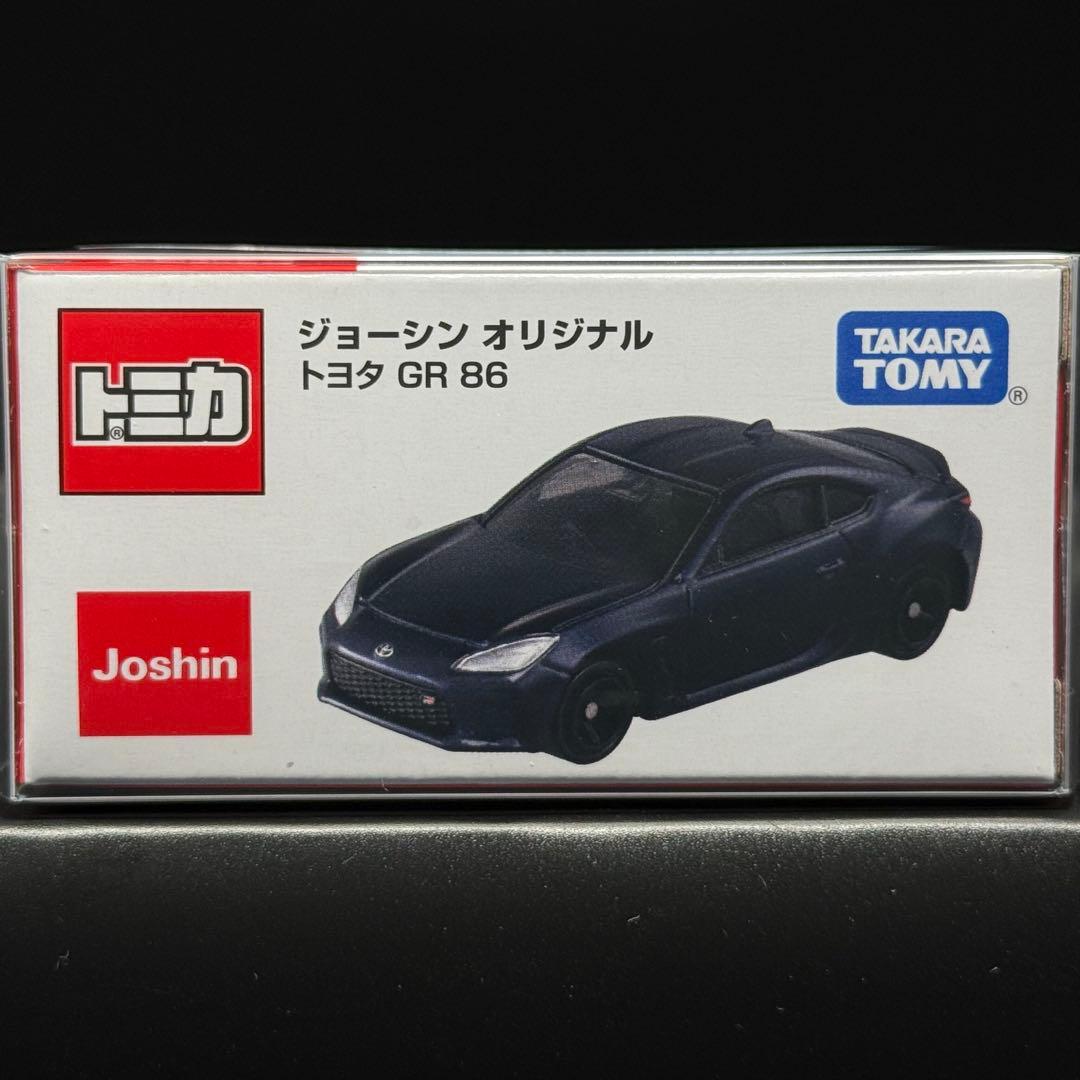 トミカ®
ジョーシン オリジナル
トヨタ GR 86
TAKARA
TOMY®
Joshin